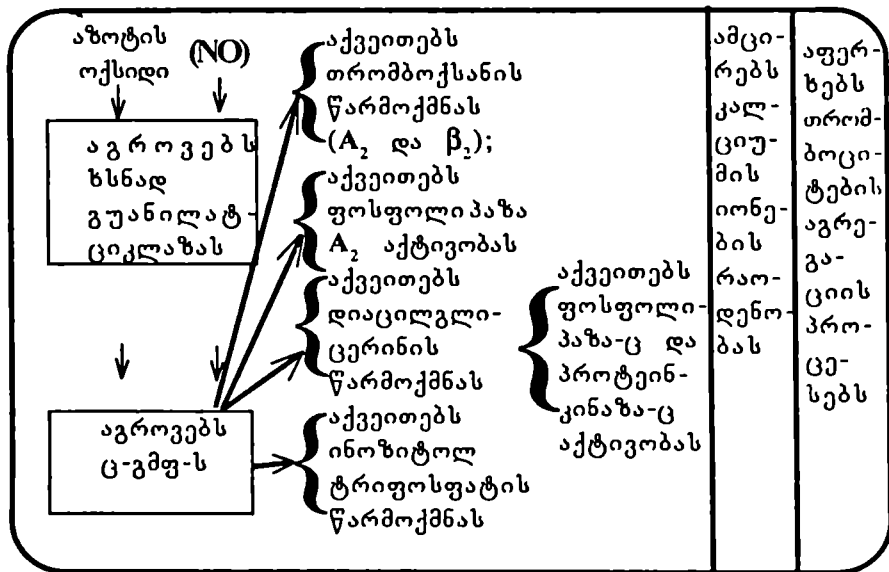 აზოტის
ოქსიდი
(NO)
აგროვებს
ხსნად
გუანილატ-
ციკლაზას
აგროვებს
ც-გმფ-ს
აქვეითებს
თრომბოქსანის
წარმოქმნას
(A₂ და β₂);
აქვეითებს
ფოსფოლიპაზა
A₂ აქტივობას
აქვეითებს
დიაცილგლი-
ცერინის
წარმოქმნას
აქვეითებს
ინოზიტოლ
ტრიფოსფატის
წარმოქმნას
აქვეითებს
ფოსფოლი-
პაზა-ც და
პროტეინ-
კინაზა-ც
აქტივობას
ამცი-
რებს
კალ-
ციუ-
მის
იონე-
ბის
რაო-
დენო-
ბას
აფერ-
ხებს
თრომ-
ბოცი-
ტების
აგრე-
გა-
ციის
პრო-
ცე-
სებს